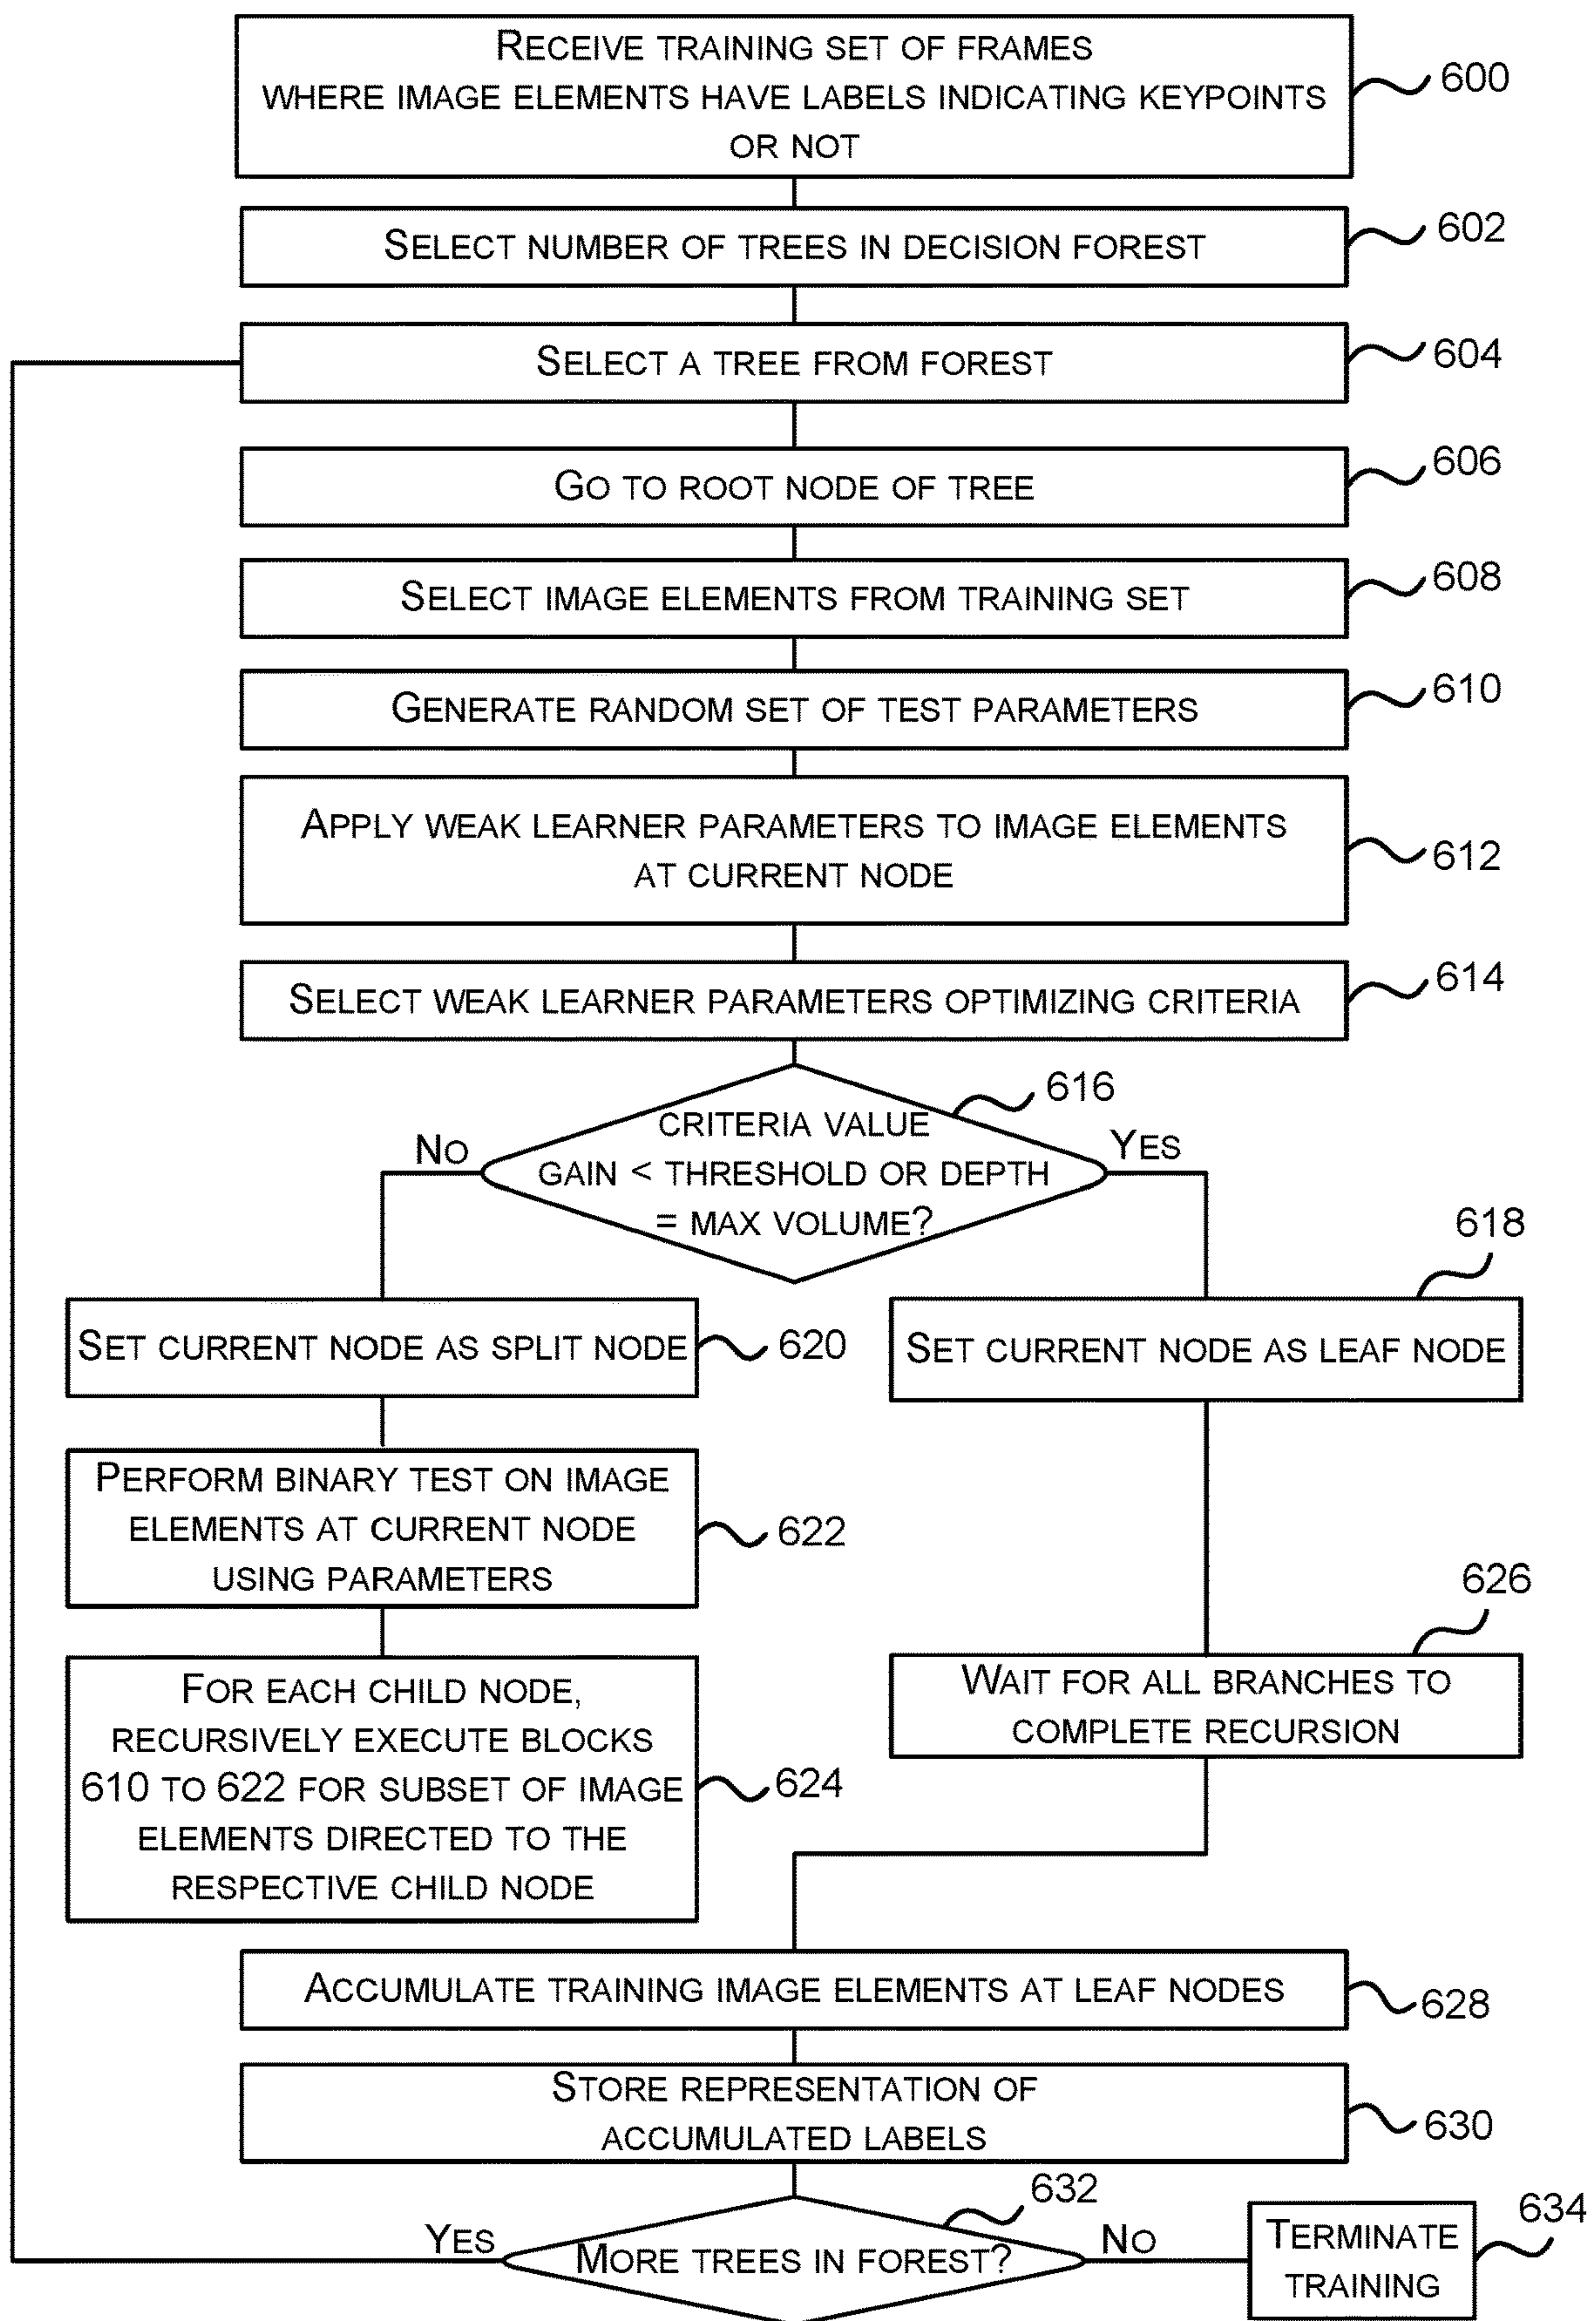 RECEIVE TRAINING SET OF FRAMES
WHERE IMAGE ELEMENTS HAVE LABELS INDICATING KEYPOINTS
OR NOT
600
SELECT NUMBER OF TREES IN DECISION FOREST
602
SELECT A TREE FROM FOREST
604
GO TO ROOT NODE OF TREE
606
SELECT IMAGE ELEMENTS FROM TRAINING SET
608
GENERATE RANDOM SET OF TEST PARAMETERS
610
APPLY WEAK LEARNER PARAMETERS TO IMAGE ELEMENTS
AT CURRENT NODE
612
SELECT WEAK LEARNER PARAMETERS OPTIMIZING CRITERIA
614
616
CRITERIA VALUE
GAIN < THRESHOLD OR DEPTH
= MAX VOLUME?
NO
YES
618
SET CURRENT NODE AS SPLIT NODE
620
SET CURRENT NODE AS LEAF NODE
PERFORM BINARY TEST ON IMAGE
ELEMENTS AT CURRENT NODE
USING PARAMETERS
622
626
FOR EACH CHILD NODE,
RECURSIVELY EXECUTE BLOCKS
610 TO 622 FOR SUBSET OF IMAGE
ELEMENTS DIRECTED TO THE
RESPECTIVE CHILD NODE
624
WAIT FOR ALL BRANCHES TO
COMPLETE RECURSION
ACCUMULATE TRAINING IMAGE ELEMENTS AT LEAF NODES
628
STORE REPRESENTATION OF
ACCUMULATED LABELS
630
632
YES
MORE TREES IN FOREST?
NO
TERMINATE
TRAINING
634